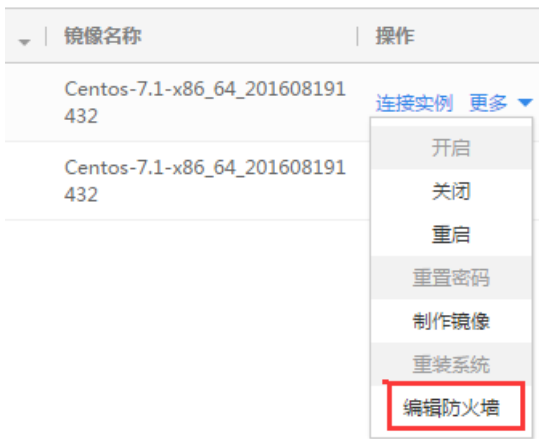 镜像名称 操作
Centos-7.1-x86_64_201608191
432
连接实例 更多
Centos-7.1-x86_64_201608191
432
开启
关闭
重启
重置密码
制作镜像
重装系统
编辑防火墙